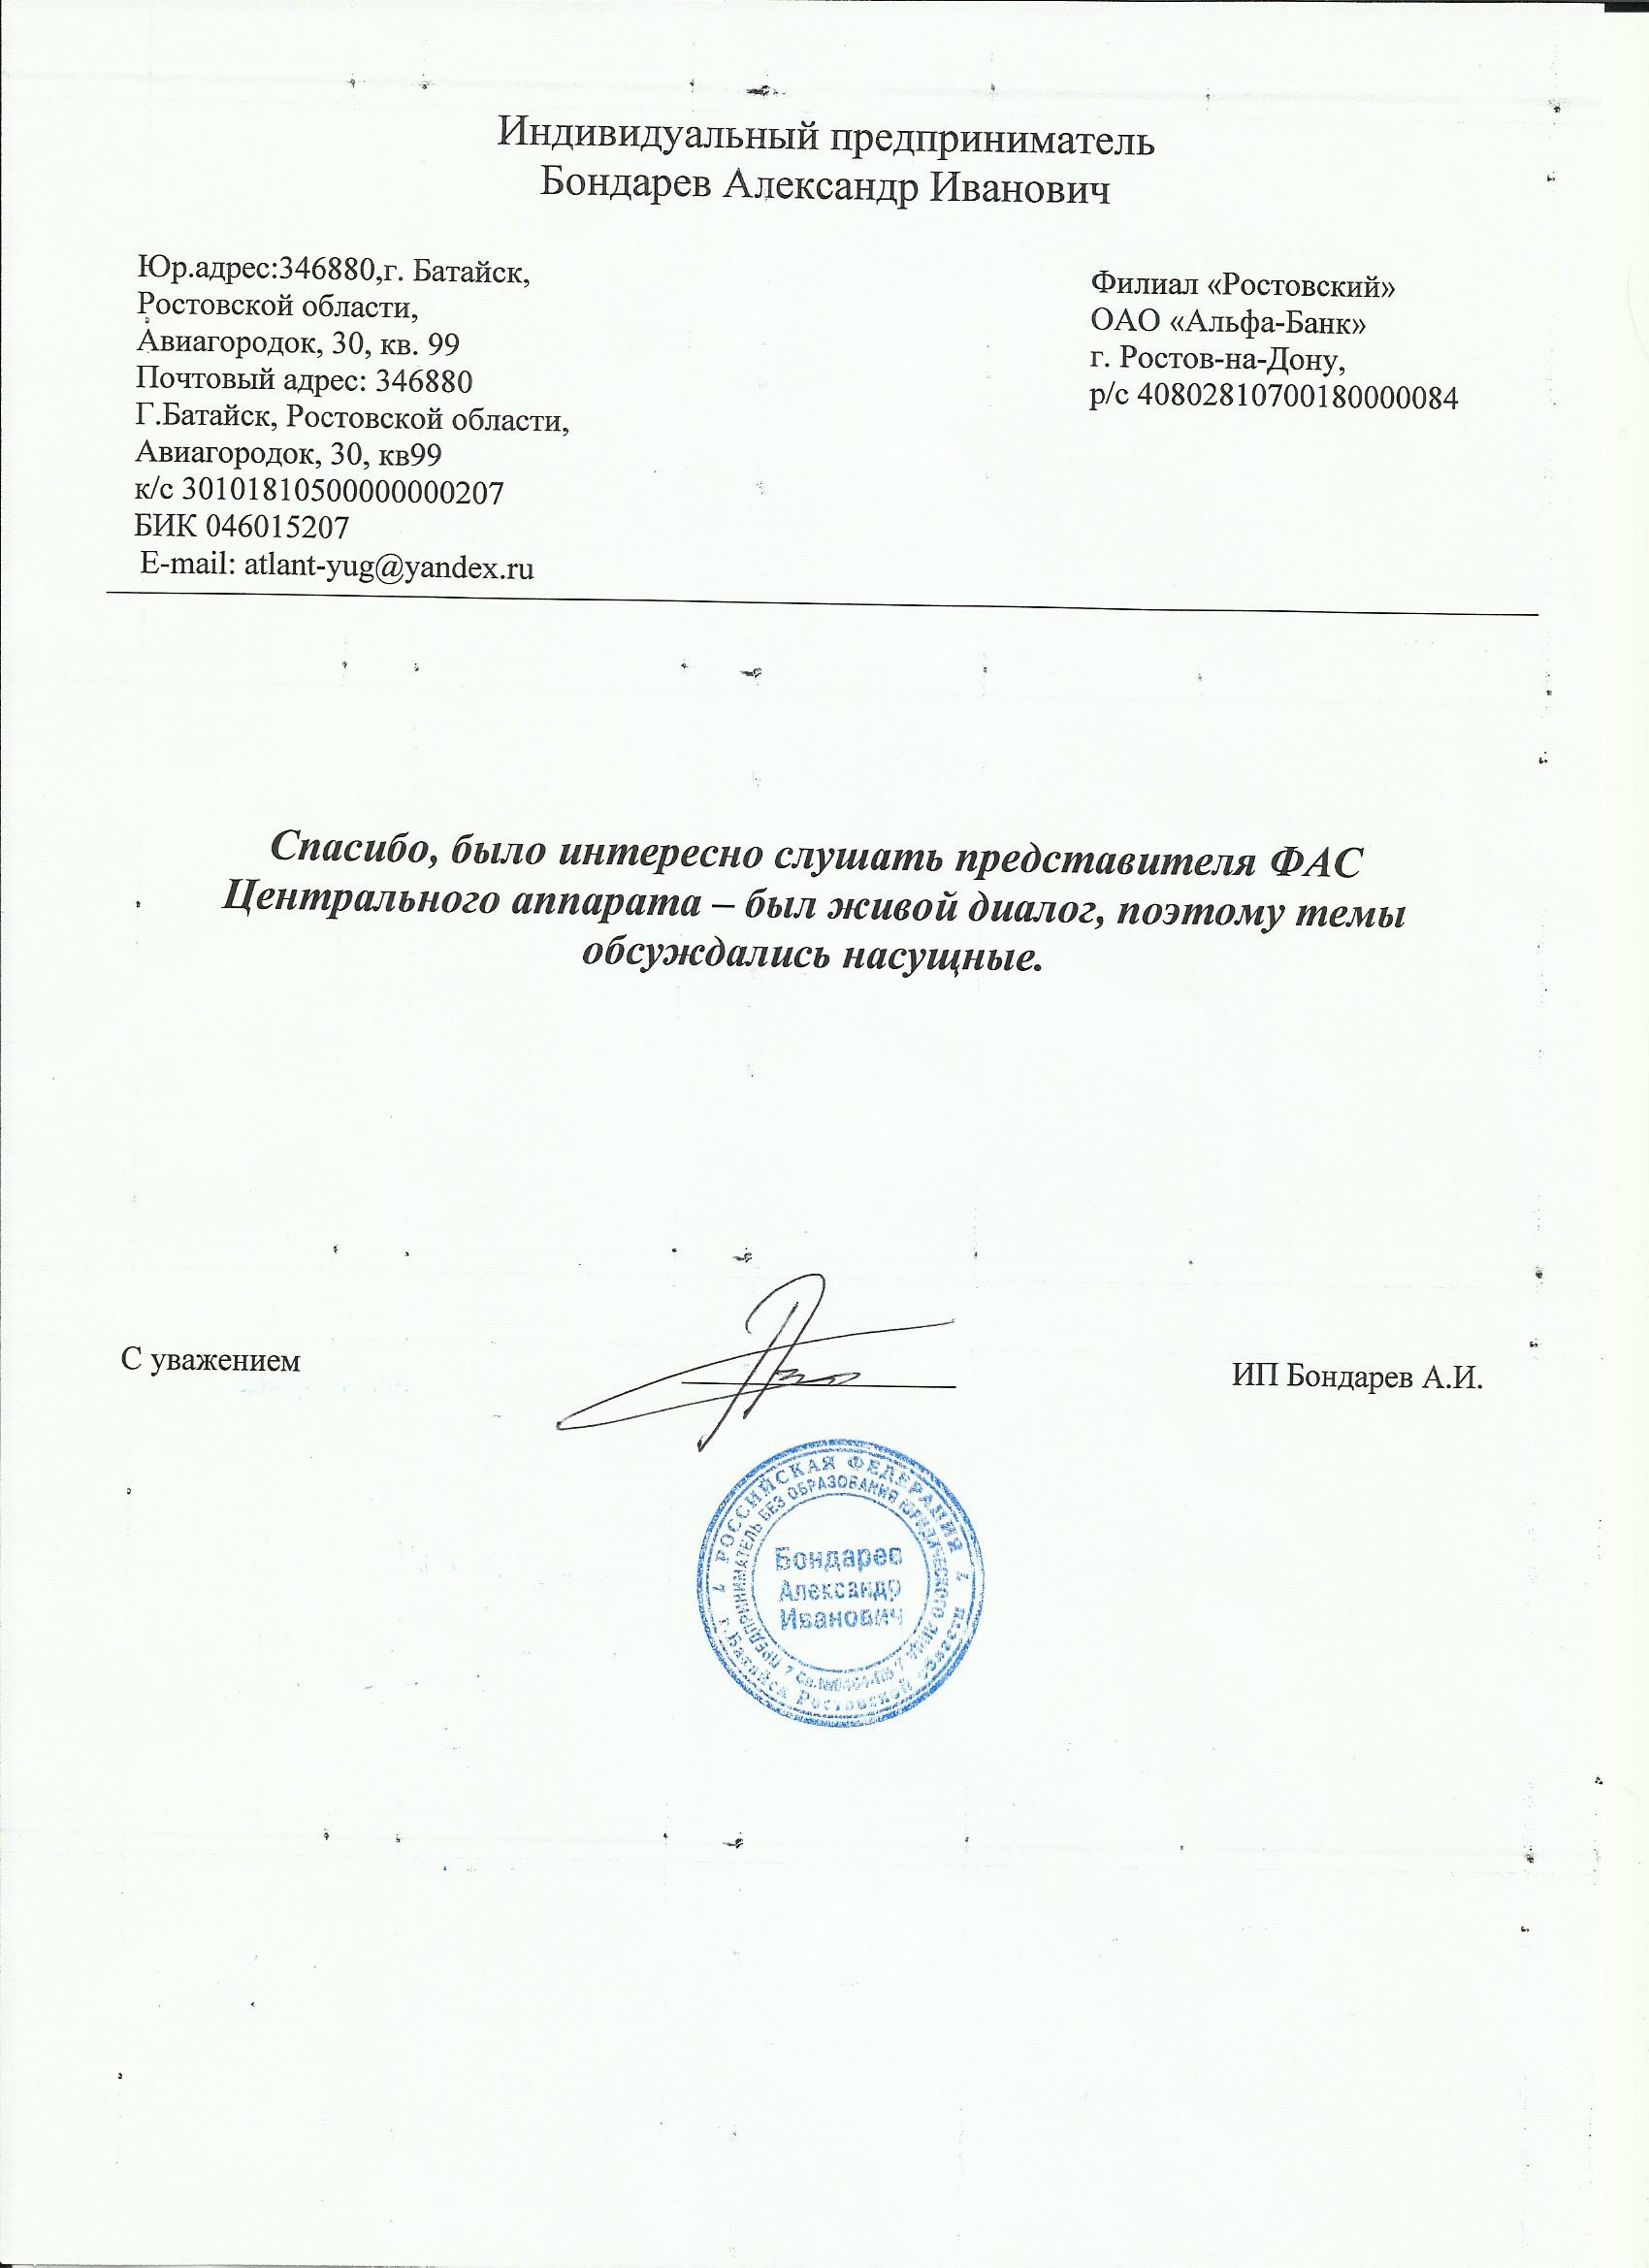 Индивидуальный предприниматель
Бондарев Александр Иванович
Юр.адрес:346880,г. Батайск,
Ростовской области,
Авиагородок, 30, кв. 99
Почтовый адрес: 346880
Г.Батайск, Ростовской области,
Авиагородок, 30, кв99
к/с 30101810500000000207
БИК 046015207
E-mail: atlant-yug@yandex.ru
Филиал «Ростовский»
ОАО «Альфа-Банк»
г. Ростов-на-Дону,
р/с 40802810700180000084
Спасибо, было интересно слушать представителя ФАС
Центрального аппарата – был живой диалог, поэтому темы
обсуждались насущные.
С уважением
ИП Бондарев А.И.
РОССИЙСКАЯ ФЕДЕРАЦИЯ
г. Батайск Ростовской области
ПРЕДПРИНИМАТЕЛЬ БЕЗ ОБРАЗОВАНИЯ ЮРИДИЧЕСКОГО ЛИЦА
Бондарев
Александр
Иванович